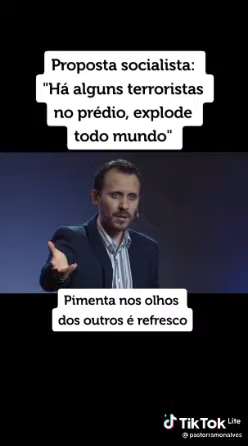 Proposta socialista:
"Há alguns terroristas
no prédio, explode
todo mundo"
Pimenta nos olhos
dos outros é refresco
TikTok Lite
@pastorramonalves